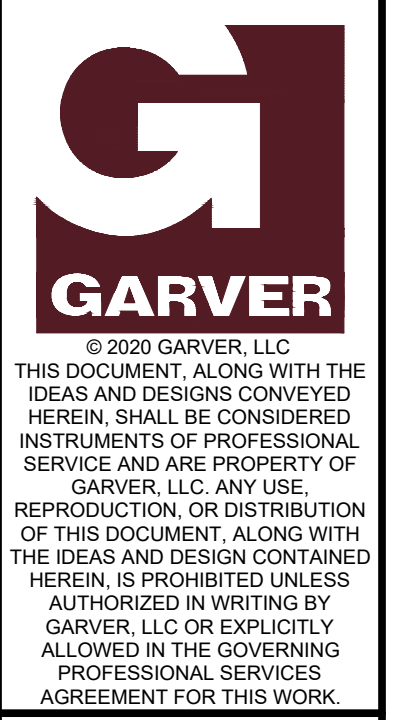 GARVER
© 2020 GARVER, LLC
THIS DOCUMENT, ALONG WITH THE
IDEAS AND DESIGNS CONVEYED
HEREIN, SHALL BE CONSIDERED
INSTRUMENTS OF PROFESSIONAL
SERVICE AND ARE PROPERTY OF
GARVER, LLC. ANY USE,
REPRODUCTION, OR DISTRIBUTION
OF THIS DOCUMENT, ALONG WITH
THE IDEAS AND DESIGN CONTAINED
HEREIN, IS PROHIBITED UNLESS
AUTHORIZED IN WRITING BY
GARVER, LLC OR EXPLICITLY
ALLOWED IN THE GOVERNING
PROFESSIONAL SERVICES
AGREEMENT FOR THIS WORK.